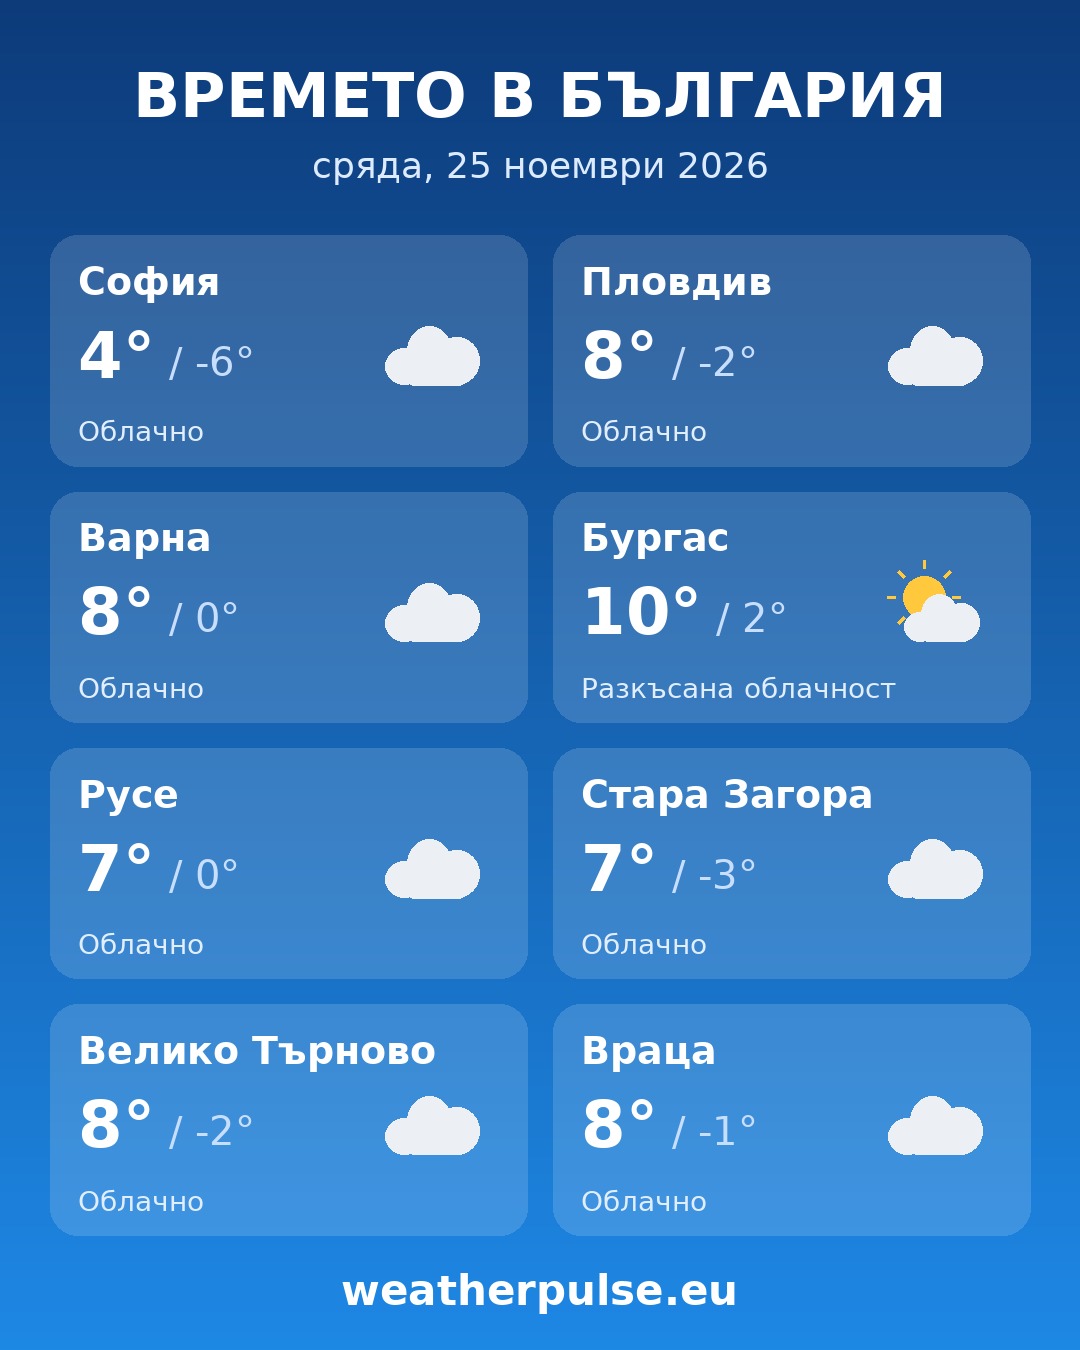 ВРЕМЕТО В БЪЛГАРИЯ
сряда, 25 ноември 2026
София
4° / -6°
Облачно
Пловдив
8° / -2°
Облачно
Варна
8° / 0°
Облачно
Бургас
10° / 2°
Разкъсана облачност
Русе
7° / 0°
Облачно
Стара Загора
7° / -3°
Облачно
Велико Търново
8° / -2°
Облачно
Враца
8° / -1°
Облачно
weatherpulse.eu